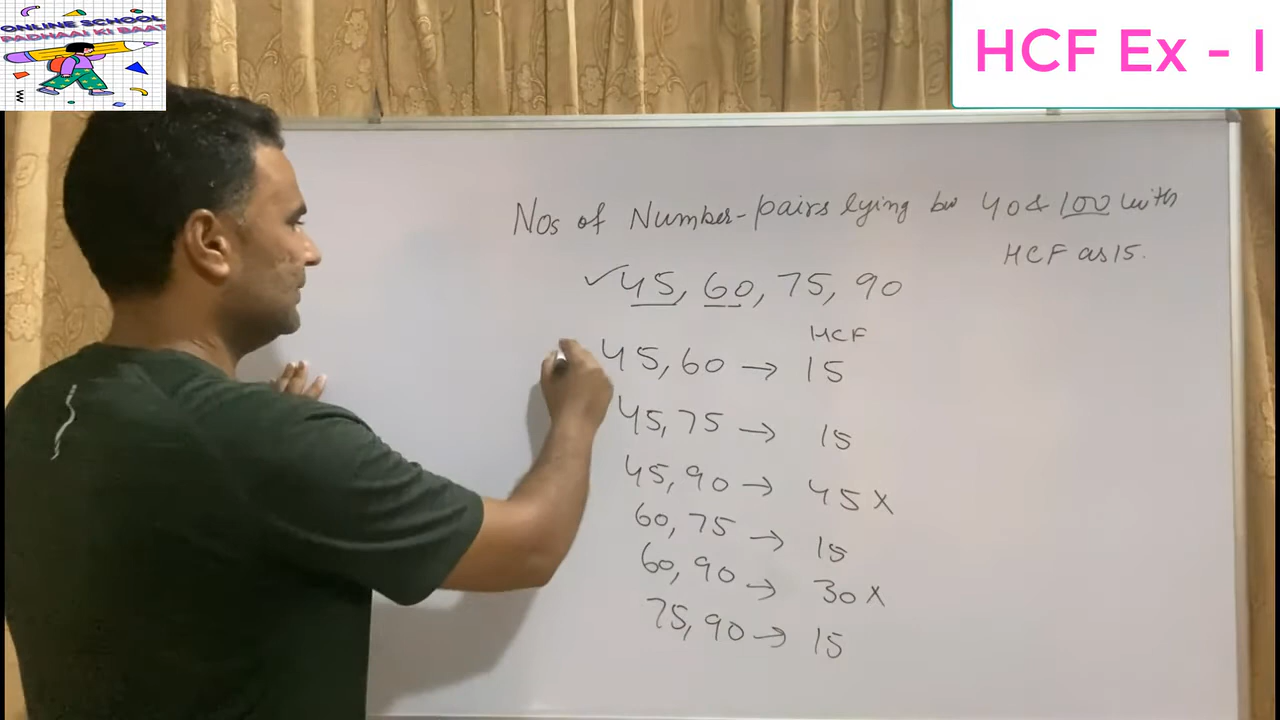 ONLINE SCHOOL
PADHAAI KI BAAT
HCF Ex - I
Nos of Number-pairs lying bw 40 & 100 with
HCF as 15.
✓45, 60, 75, 90
HCF
45, 60 → 15
45, 75 → 15
45, 90 → 45 X
60, 75 → 15
60, 90 → 30 X
75, 90 → 15